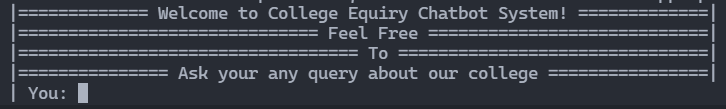 |============= Welcome to College Equiry Chatbot System! =============|
|============================== Feel Free ============================|
|================================== To ===============================|
|=============== Ask your any query about our college ================|
| You: